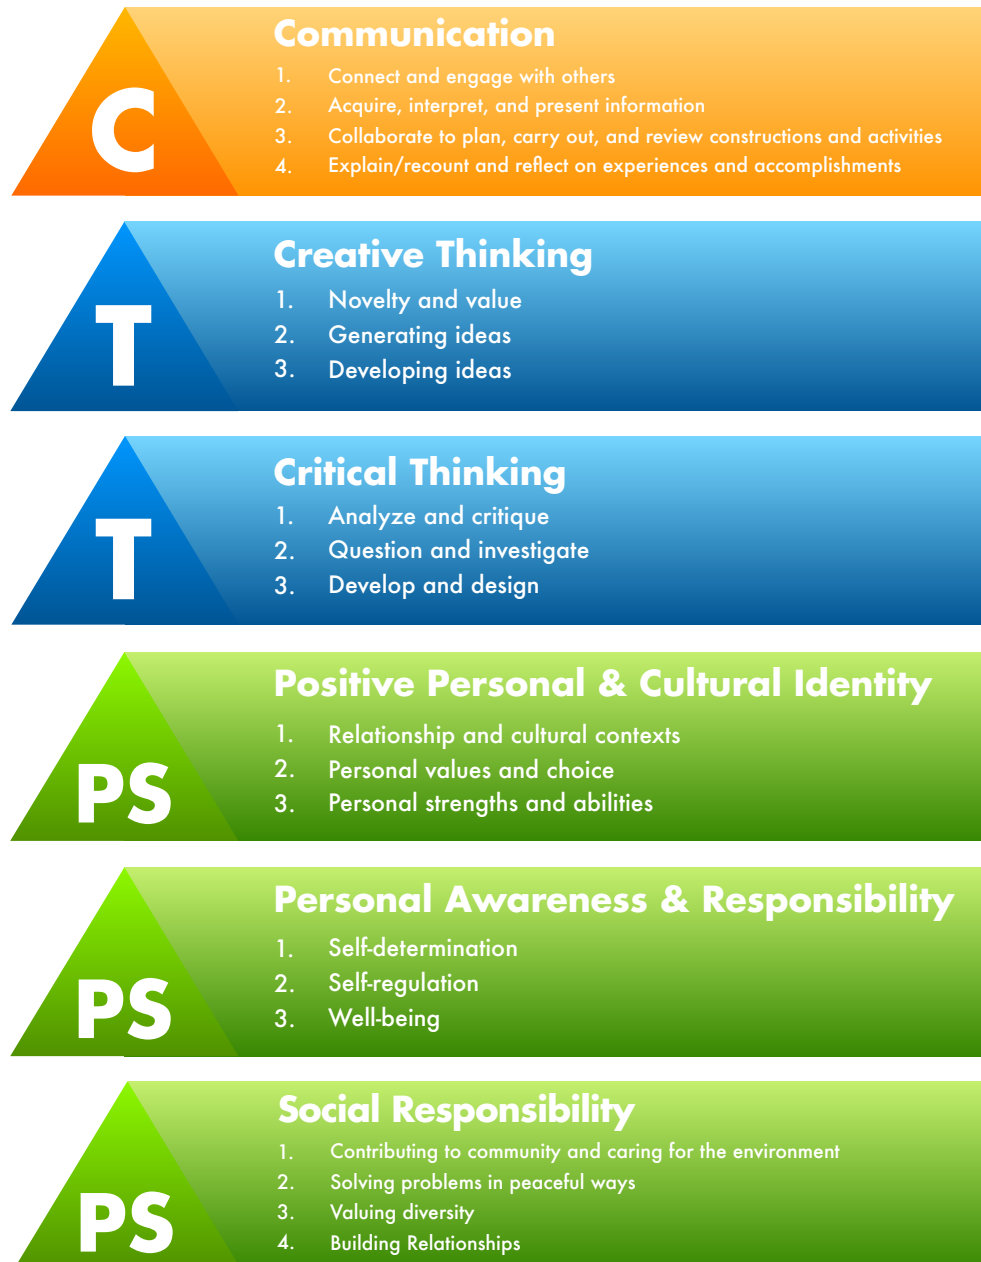 Communication
C
1. Connect and engage with others
2. Acquire, interpret, and present information
3. Collaborate to plan, carry out, and review constructions and activities
4. Explain/recount and reflect on experiences and accomplishments
Creative Thinking
T
1. Novelty and value
2. Generating ideas
3. Developing ideas
Critical Thinking
T
1. Analyze and critique
2. Question and investigate
3. Develop and design
Positive Personal & Cultural Identity
PS
1. Relationship and cultural contexts
2. Personal values and choice
3. Personal strengths and abilities
Personal Awareness & Responsibility
PS
1. Self-determination
2. Self-regulation
3. Well-being
Social Responsibility
PS
1. Contributing to community and caring for the environment
2. Solving problems in peaceful ways
3. Valuing diversity
4. Building Relationships